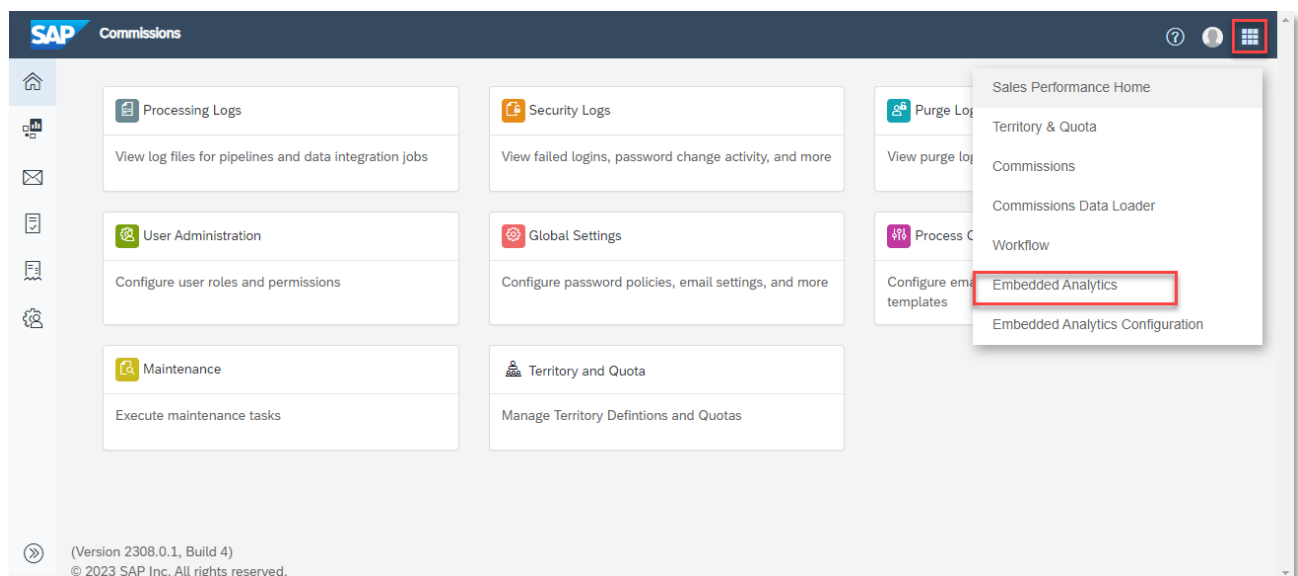 SAP Commissions
Sales Performance Home
Territory & Quota
Commissions
Commissions Data Loader
Workflow
Embedded Analytics
Embedded Analytics Configuration
Processing Logs
View log files for pipelines and data integration jobs
Security Logs
View failed logins, password change activity, and more
Purge
View purge
User Administration
Configure user roles and permissions
Global Settings
Configure password policies, email settings, and more
Process
Configure
templates
Maintenance
Execute maintenance tasks
Territory and Quota
Manage Territory Defintions and Quotas
(Version 2308.0.1, Build 4)
© 2023 SAP Inc. All rights reserved.